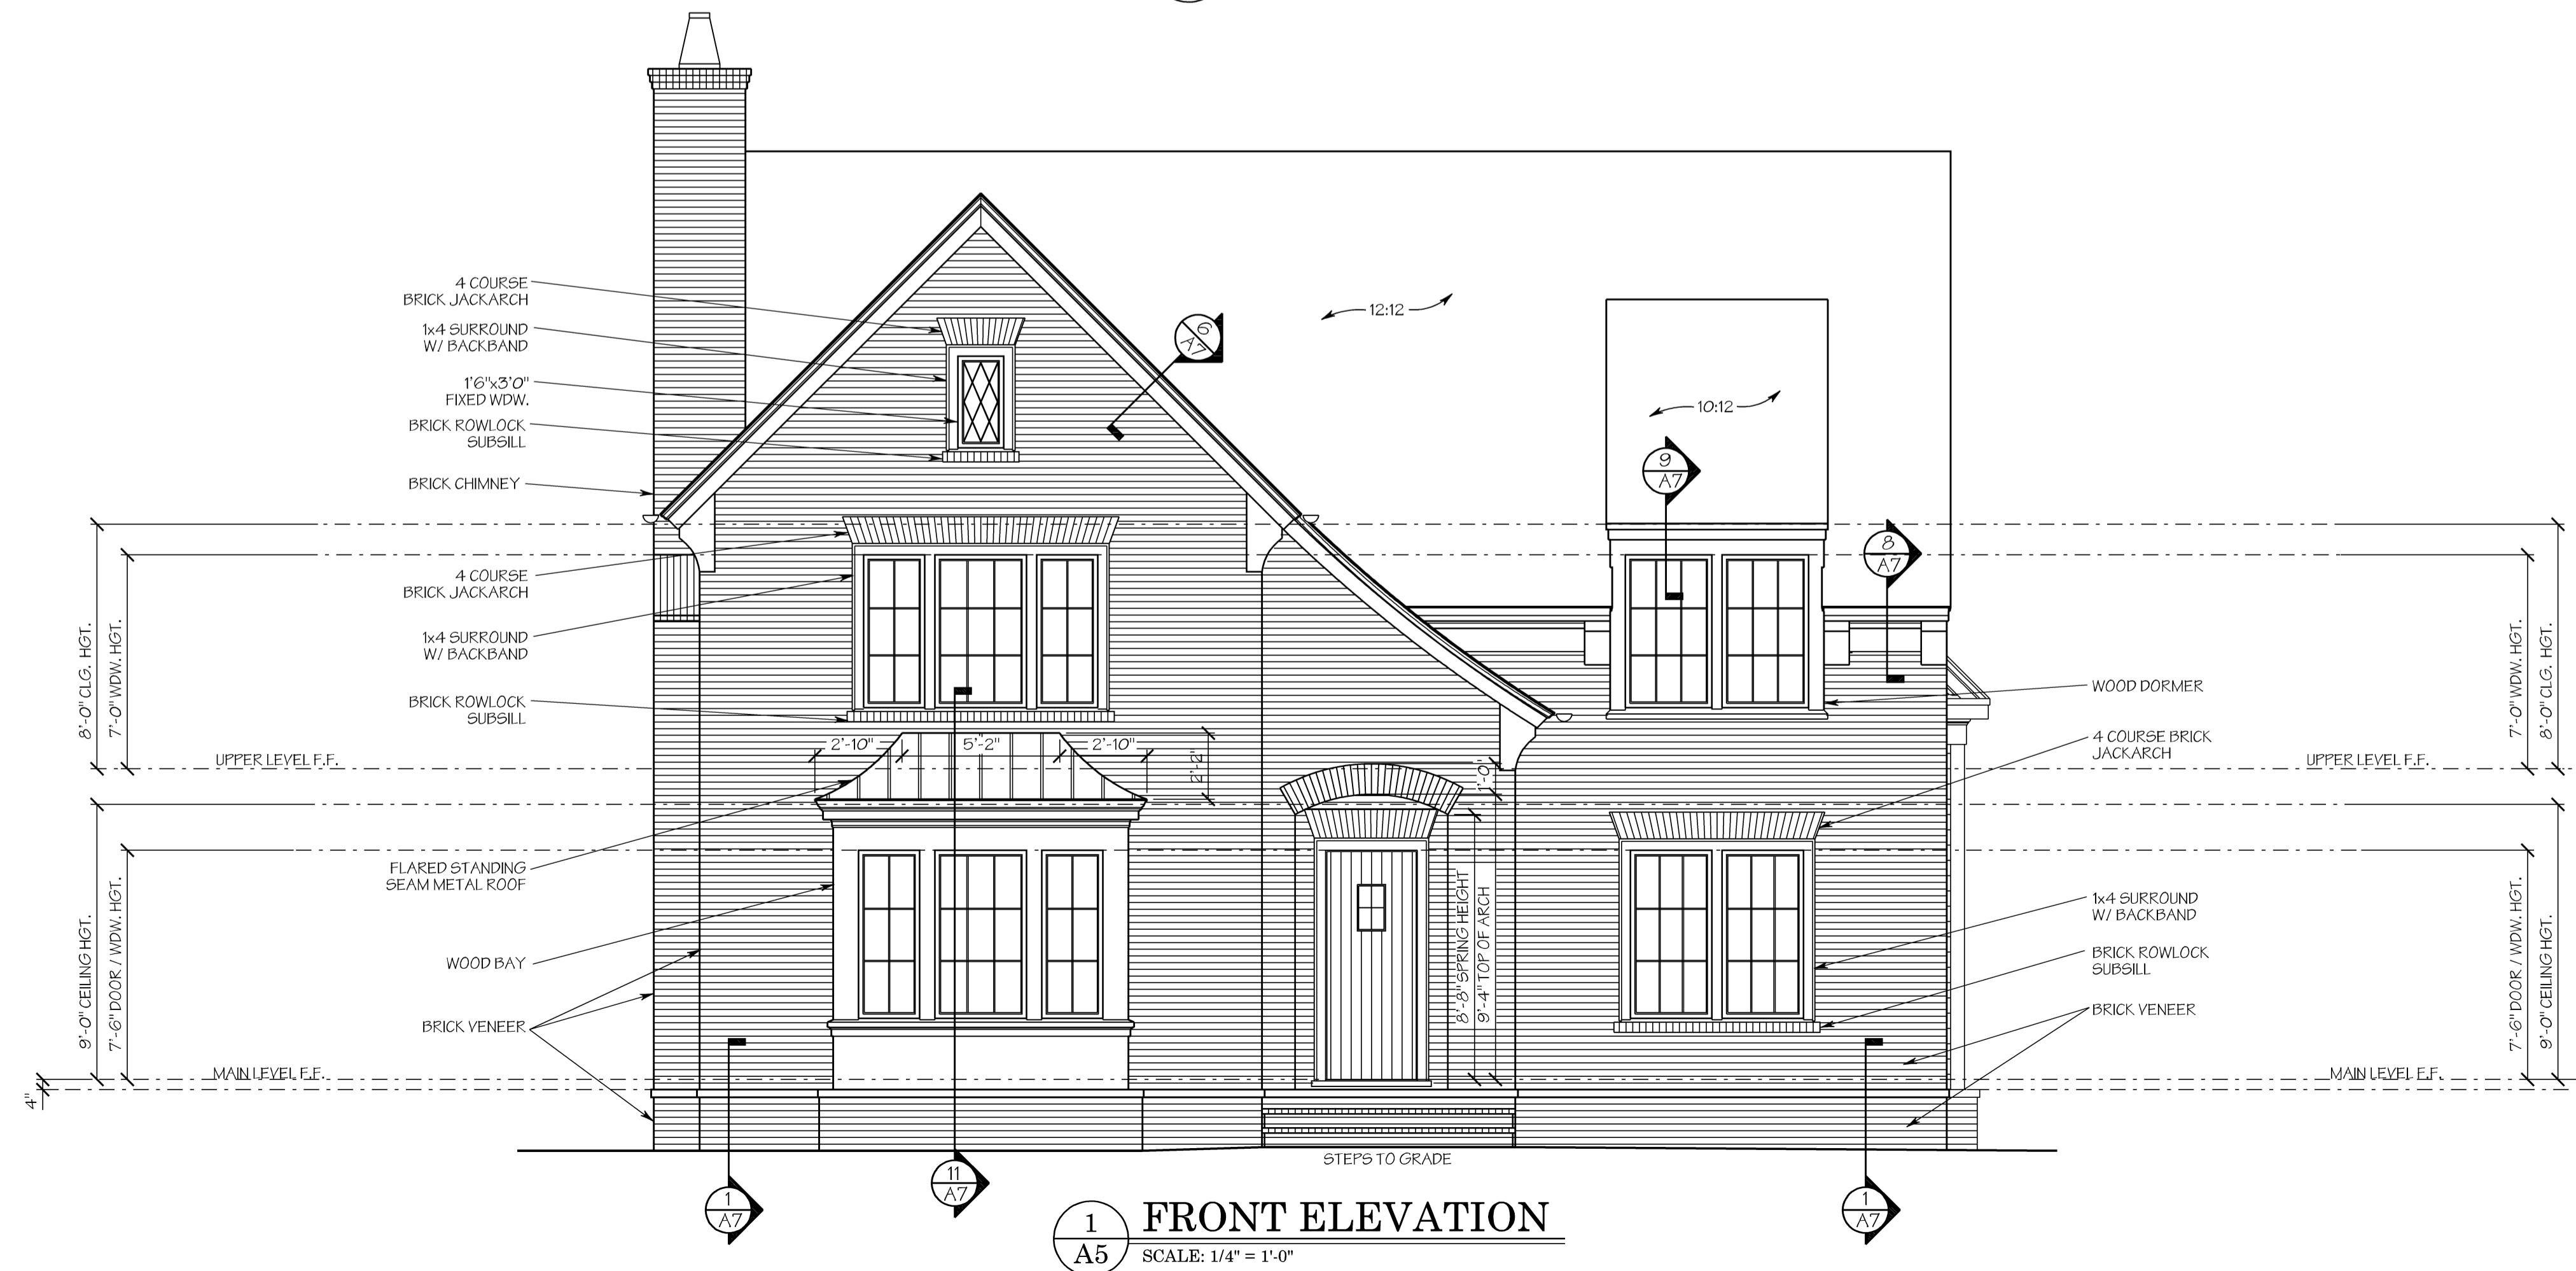 4 COURSE
BRICK JACKARCH
1x4 SURROUND
W/ BACKBAND
1'6"x3'0"
FIXED WDW.
BRICK ROWLOCK
SUBSILL
BRICK CHIMNEY
4 COURSE
BRICK JACKARCH
1x4 SURROUND
W/ BACKBAND
BRICK ROWLOCK
SUBSILL
8'-0" CLG. HGT.
7'-0" WDW. HGT.
UPPER LEVEL F.F.
FLARED STANDING
SEAM METAL ROOF
WOOD BAY
BRICK VENEER
9'-0" CEILING HGT.
7'-6" DOOR / WDW. HGT.
MAIN LEVEL F.F.
4"
12:12
6
A7
10:12
9
A7
8
A7
2'-10"
5'-2"
2'-10"
2'-2"
1'-0"
8'-8" SPRING HEIGHT
9'-4" TOP OF ARCH
WOOD DORMER
4 COURSE BRICK
JACKARCH
7'-0" WDW. HGT.
8'-0" CLG. HGT.
UPPER LEVEL F.F.
1x4 SURROUND
W/ BACKBAND
BRICK ROWLOCK
SUBSILL
BRICK VENEER
7'-6" DOOR / WDW. HGT.
9'-0" CEILING HGT.
MAIN LEVEL F.F.
STEPS TO GRADE
1
A7
11
A7
1
A7
1
A5
FRONT ELEVATION
SCALE: 1/4" = 1'-0"